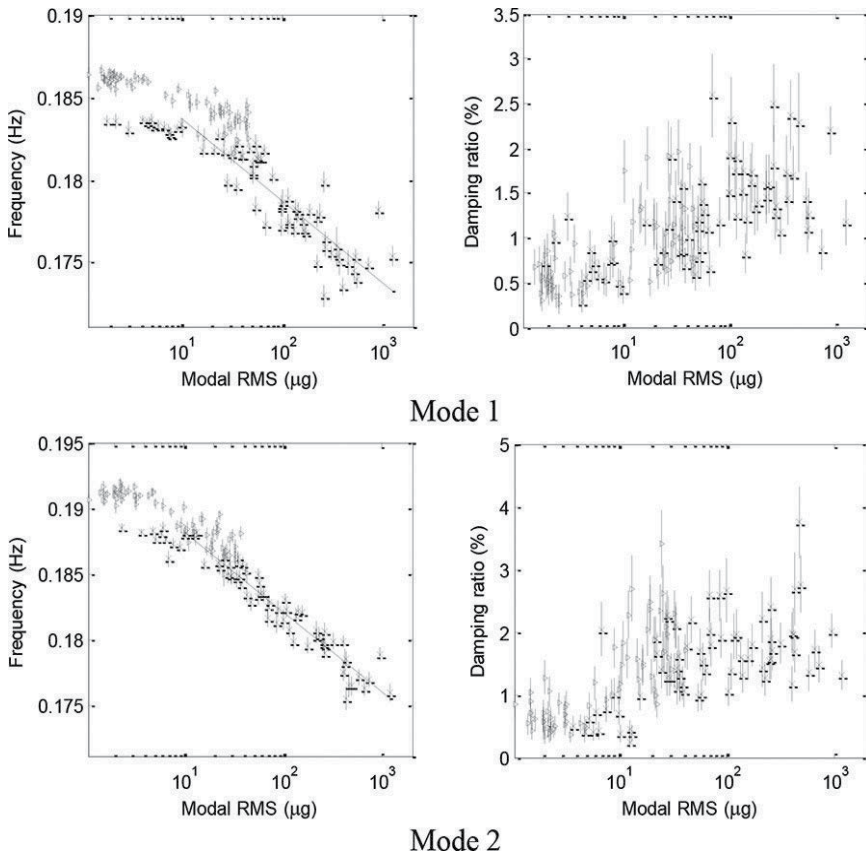 0.19
0.185
0.18
0.175
Frequency (Hz)
10¹ 10² 10³
Modal RMS (μg)
3.5
3
2.5
2
1.5
1
0.5
0
Damping ratio (%)
10¹ 10² 10³
Modal RMS (μg)
Mode 1
0.195
0.19
0.185
0.18
0.175
Frequency (Hz)
10¹ 10² 10³
Modal RMS (μg)
5
4
3
2
1
0
Damping ratio (%)
10¹ 10² 10³
Modal RMS (μg)
Mode 2